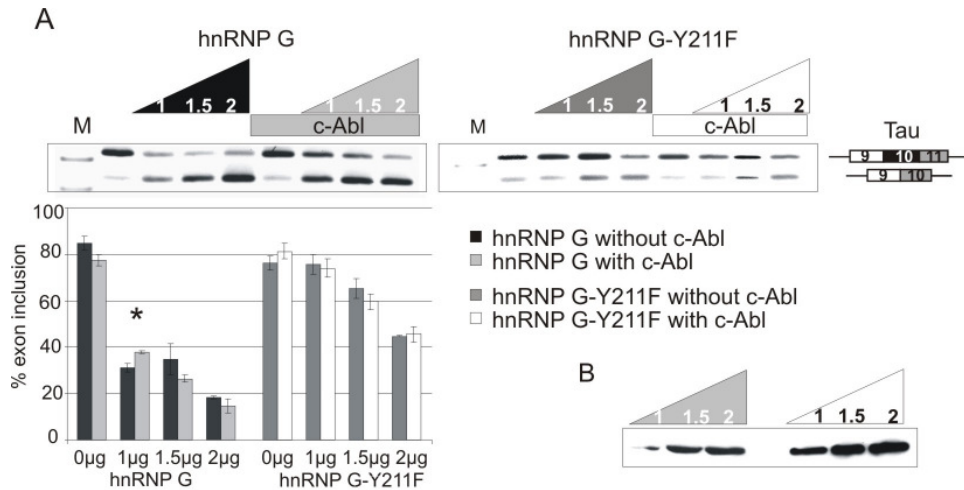 A
hnRNP G
hnRNP G-Y211F
1 1.5 2
1 1.5 2
1 1.5 2
1 1.5 2
M
c-Abl
M
c-Abl
Tau
9 10 11
9 10
100
80
60
40
20
0
% exon inclusion
*
0µg 1µg 1.5µg 2µg
hnRNP G
0µg 1µg 1.5µg 2µg
hnRNP G-Y211F
hnRNP G without c-Abl
hnRNP G with c-Abl
hnRNP G-Y211F without c-Abl
hnRNP G-Y211F with c-Abl
B
1 1.5 2
1 1.5 2